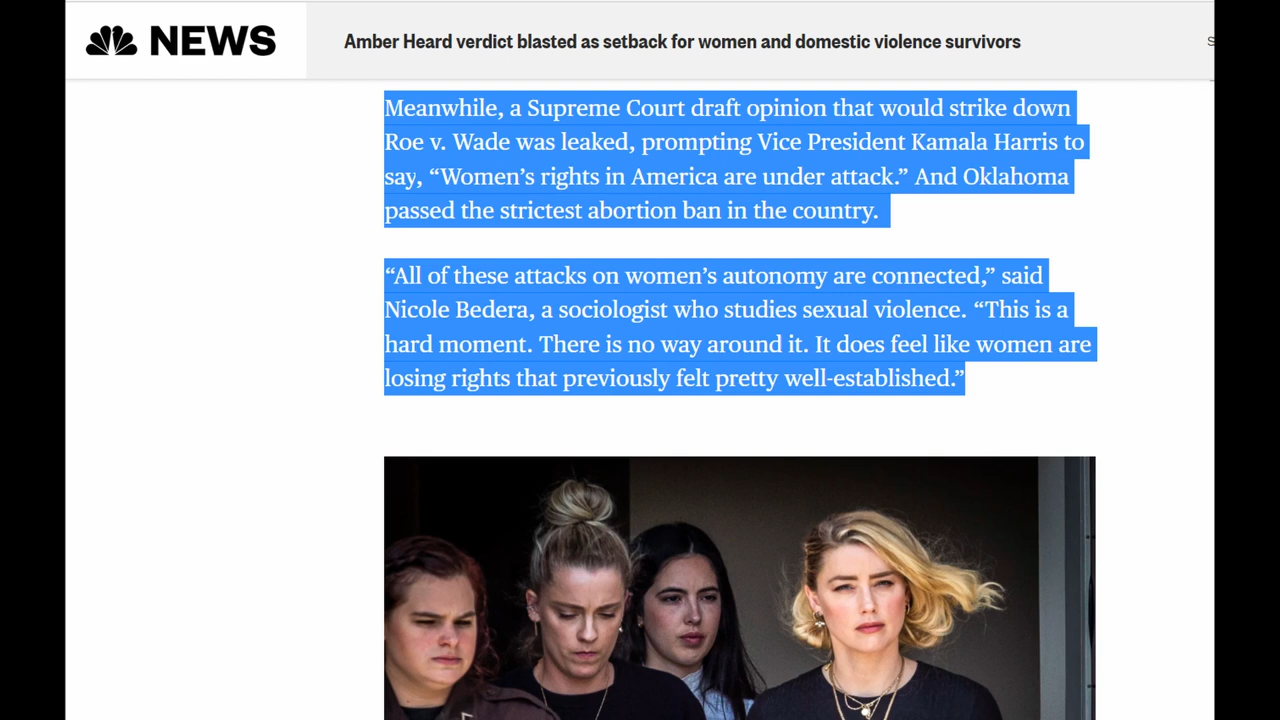 NEWS
Amber Heard verdict blasted as setback for women and domestic violence survivors
Meanwhile, a Supreme Court draft opinion that would strike down
Roe v. Wade was leaked, prompting Vice President Kamala Harris to
say, “Women’s rights in America are under attack.” And Oklahoma
passed the strictest abortion ban in the country.
“All of these attacks on women’s autonomy are connected,” said
Nicole Bedera, a sociologist who studies sexual violence. “This is a
hard moment. There is no way around it. It does feel like women are
losing rights that previously felt pretty well-established.”